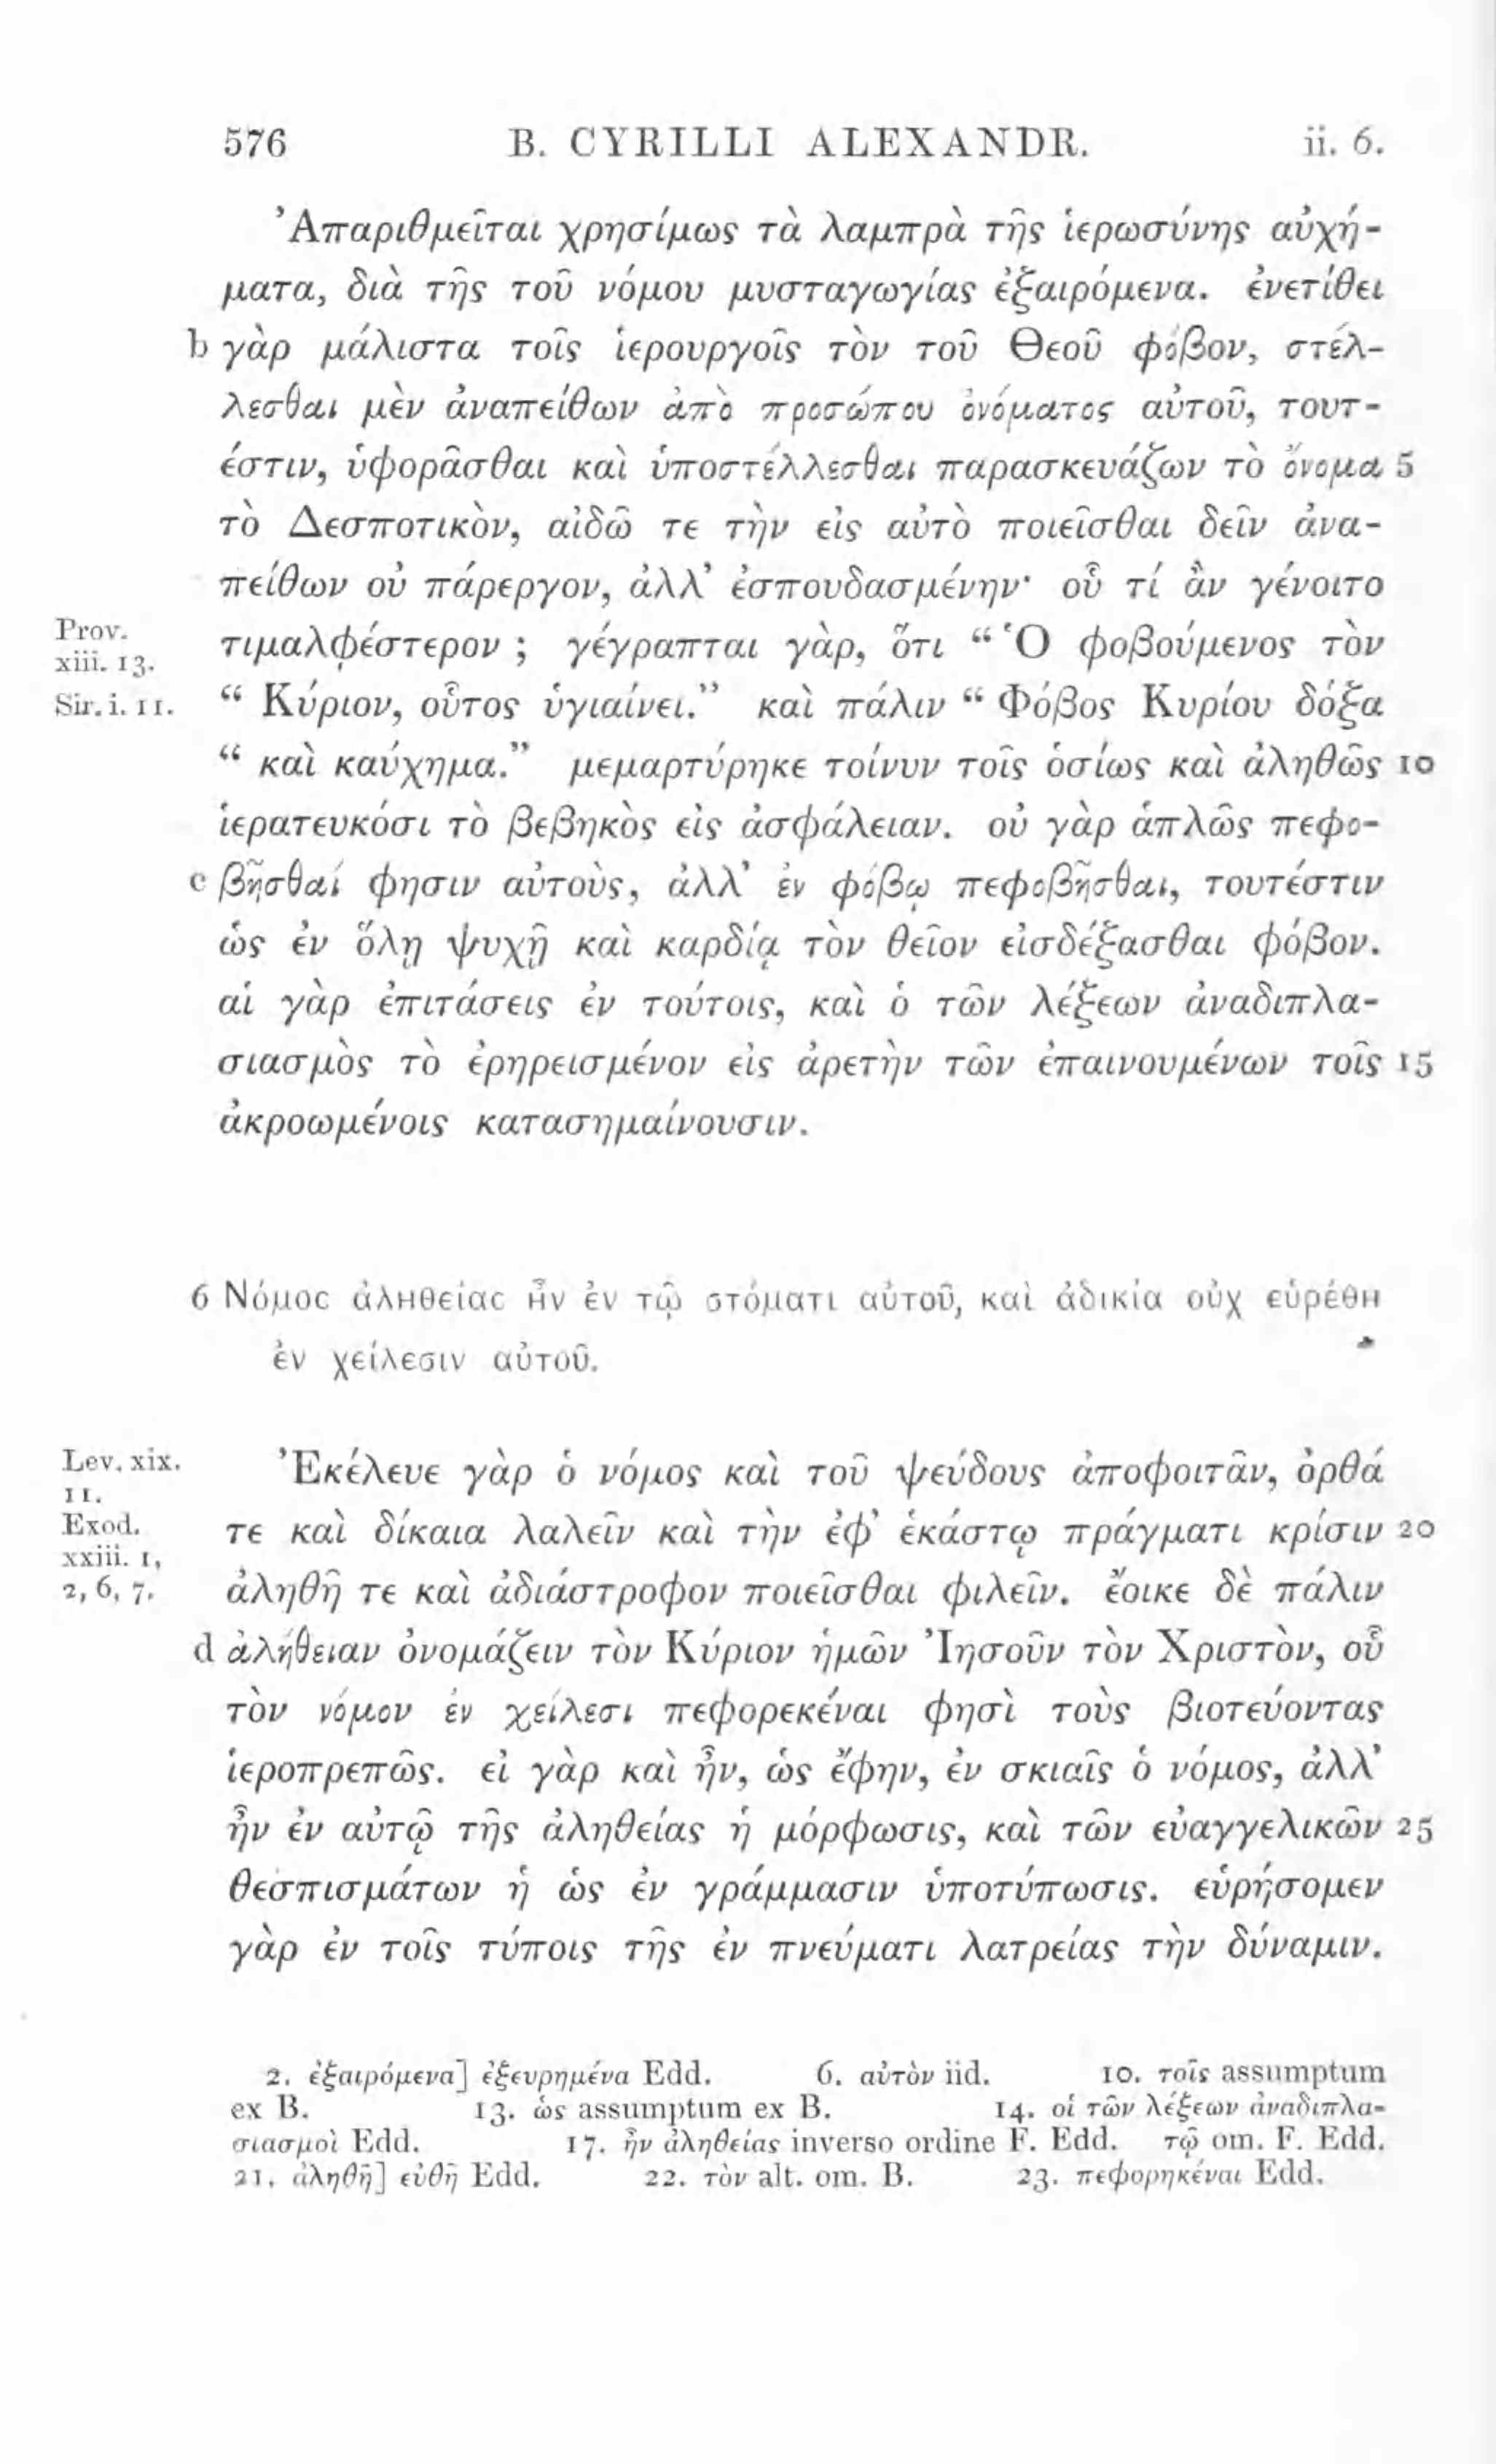 576 B. CYRILLI ALEXANDR. ii. 6.
Ἀπαριθμεῖται χρησίμως τὰ λαμπρὰ τῆς ἱερωσύνης αὐχή-
ματα, διὰ τῆς τοῦ νόμου μυσταγωγίας ἐξαιρόμενα. ἐνετίθει
b γὰρ μάλιστα τοῖς ἱερουργοῖς τὸν τοῦ Θεοῦ φόβον, στέλ-
λεσθαι μὲν ἀναπείθων ἀπὸ προσώπου ὀνόματος αὐτοῦ, τουτ-
έστιν, ὑφορᾶσθαι καὶ ὑποστέλλεσθαι παρασκευάζων τὸ ὄνομα 5
τὸ Δεσποτικὸν, αἰδῶ τε τὴν εἰς αὐτὸ ποιεῖσθαι δεῖν ἀνα-
πείθων οὐ πάρεργον, ἀλλ’ ἐσπουδασμένην· οὗ τί ἂν γένοιτο
Prov. xiii. 13. τιμαλφέστερον ; γέγραπται γὰρ, ὅτι “ Ὁ φοβούμενος τὸν
Sir. i. 11. “ Κύριον, οὗτος ὑγιαίνει.” καὶ πάλιν “ Φόβος Κυρίου δόξα
“ καὶ καύχημα.” μεμαρτύρηκε τοίνυν τοῖς ὁσίως καὶ ἀληθῶς 10
ἱερατευκόσι τὸ βεβηκὸς εἰς ἀσφάλειαν. οὐ γὰρ ἁπλῶς πεφο-
c βῆσθαί φησιν αὐτοὺς, ἀλλ’ ἐν φόβῳ πεφοβῆσθαι, τουτέστιν
ὡς ἐν ὅλῃ ψυχῇ καὶ καρδίᾳ τὸν θεῖον εἰσδέξασθαι φόβον.
αἱ γὰρ ἐπιτάσεις ἐν τούτοις, καὶ ὁ τῶν λέξεων ἀναδιπλα-
σιασμὸς τὸ ἐρηρεισμένον εἰς ἀρετὴν τῶν ἐπαινουμένων τοῖς 15
ἀκροωμένοις κατασημαίνουσιν.
6 Νόμος ἀληθείας ἦν ἐν τῷ στόματι αὐτοῦ, καὶ ἀδικία οὐχ εὑρέθη
ἐν χείλεσιν αὐτοῦ.
Lev. xix. 11. Ἐκέλευε γὰρ ὁ νόμος καὶ τοῦ ψεύδους ἀποφοιτᾶν, ὀρθά
Exod. xxiii. 1, τε καὶ δίκαια λαλεῖν καὶ τὴν ἐφ’ ἑκάστῳ πράγματι κρίσιν 20
2, 6, 7. ἀληθῆ τε καὶ ἀδιάστροφον ποιεῖσθαι φιλεῖν. ἔοικε δὲ πάλιν
d ἀλήθειαν ὀνομάζειν τὸν Κύριον ἡμῶν Ἰησοῦν τὸν Χριστὸν, οὗ
τὸν νόμον ἐν χείλεσι πεφορεκέναι φησὶ τοὺς βιοτεύοντας
ἱεροπρεπῶς. εἰ γὰρ καὶ ἦν, ὡς ἔφην, ἐν σκιαῖς ὁ νόμος, ἀλλ’
ἦν ἐν αὐτῷ τῆς ἀληθείας ἡ μόρφωσις, καὶ τῶν εὐαγγελικῶν 25
θεσπισμάτων ἡ ὡς ἐν γράμμασιν ὑποτύπωσις. εὑρήσομεν
γὰρ ἐν τοῖς τύποις τῆς ἐν πνεύματι λατρείας τὴν δύναμιν.
2. ἐξαιρόμενα] ἐξευρημένα Edd. 6. αὐτὸν iid. 10. τοῖς assumptum
ex B. 13. ὡς assumptum ex B. 14. οἱ τῶν λέξεων ἀναδιπλα-
σιασμοὶ Edd. 17. ἦν ἀληθείας inverso ordine F. Edd. τῷ om. F. Edd.
21. ἀληθῆ] εὐθῆ Edd. 22. τὸν alt. om. B. 23. πεφορηκέναι Edd.